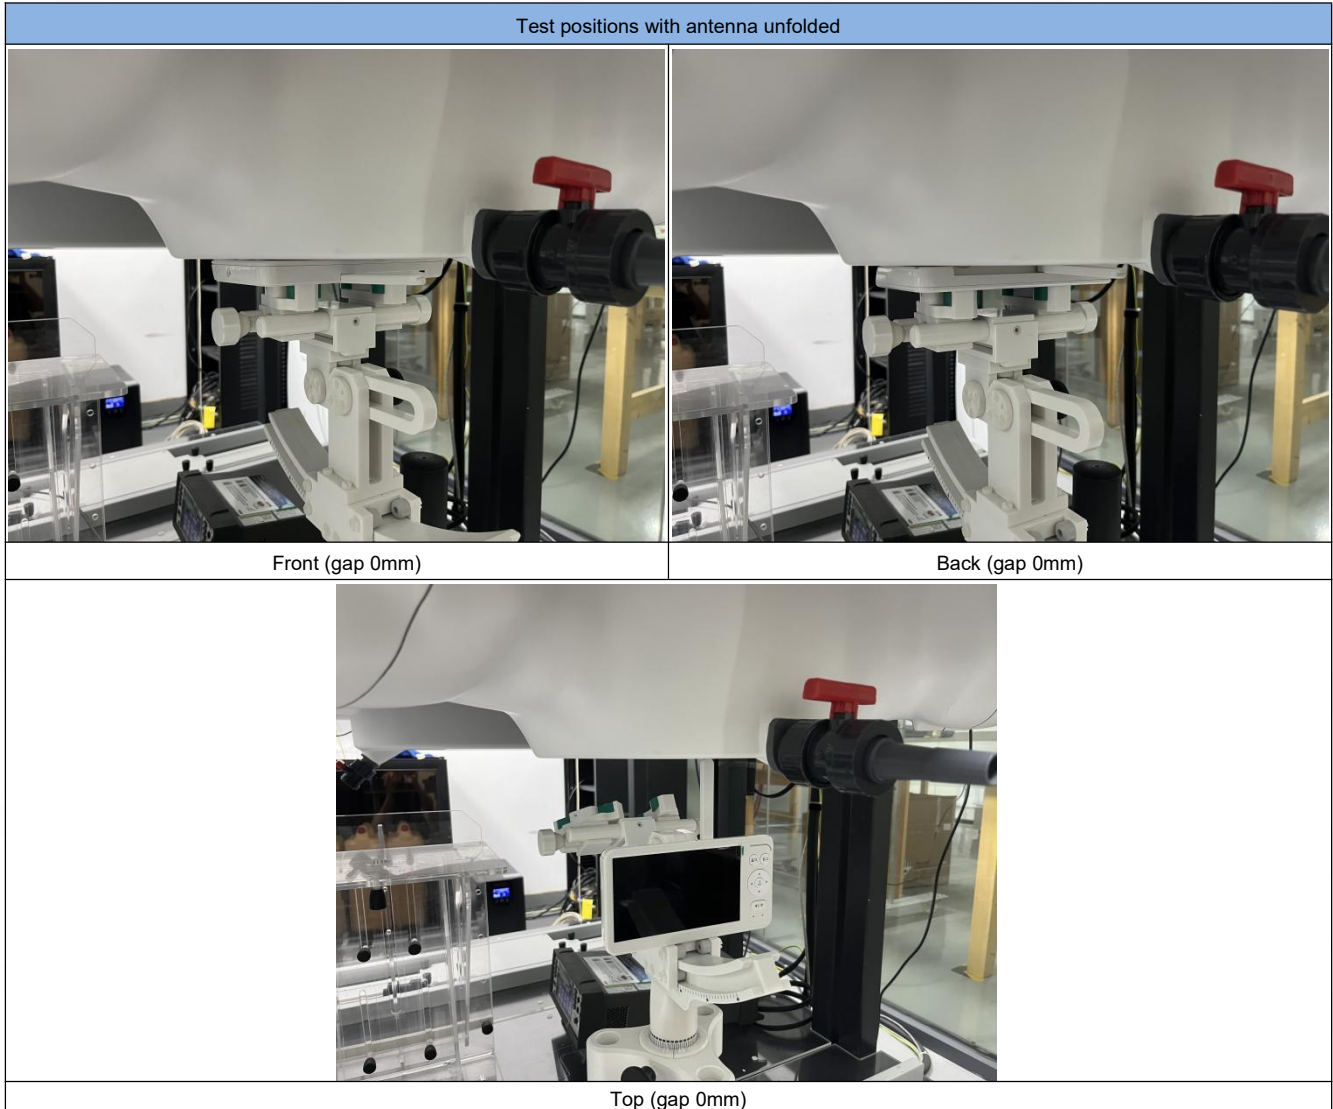 Test positions with antenna unfolded
Front (gap 0mm)
Back (gap 0mm)
Top (gap 0mm)